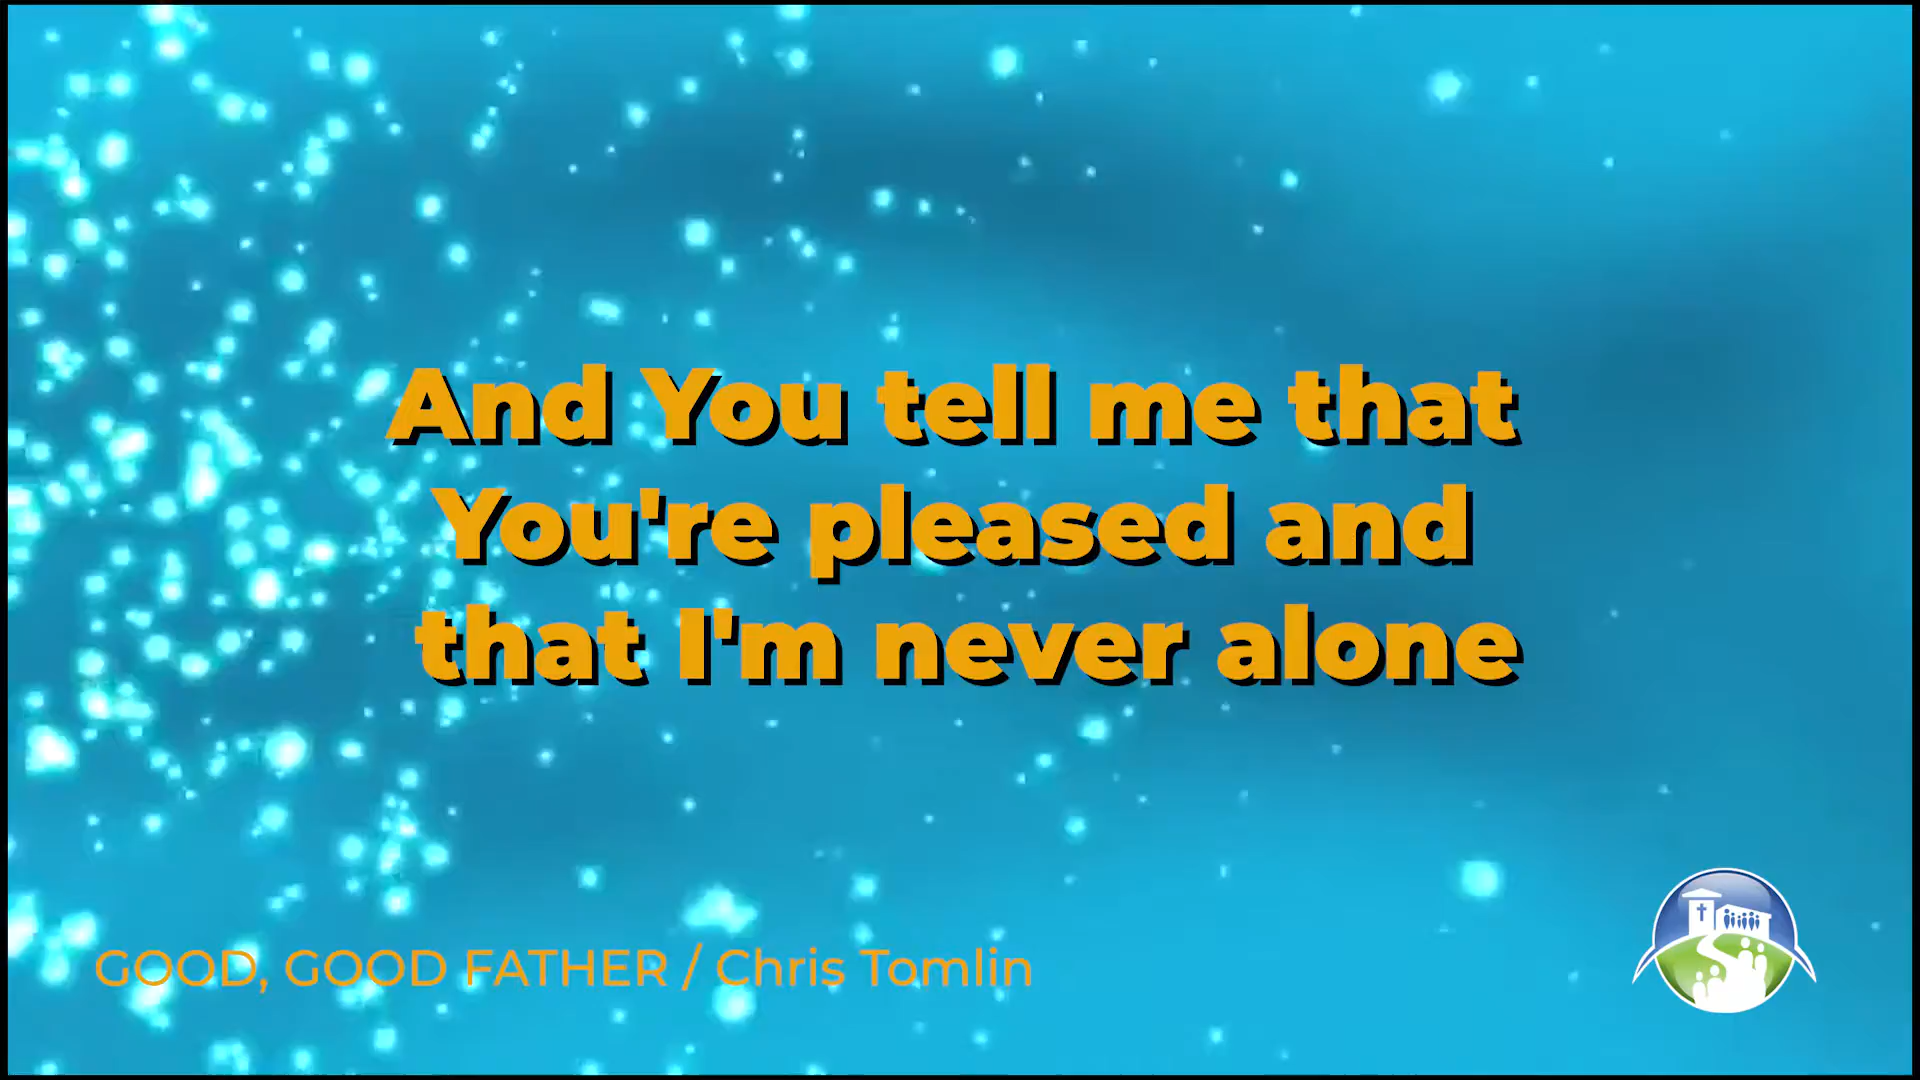 And You tell me that
You're pleased and
that I'm never alone
GOOD, GOOD FATHER / Chris Tomlin